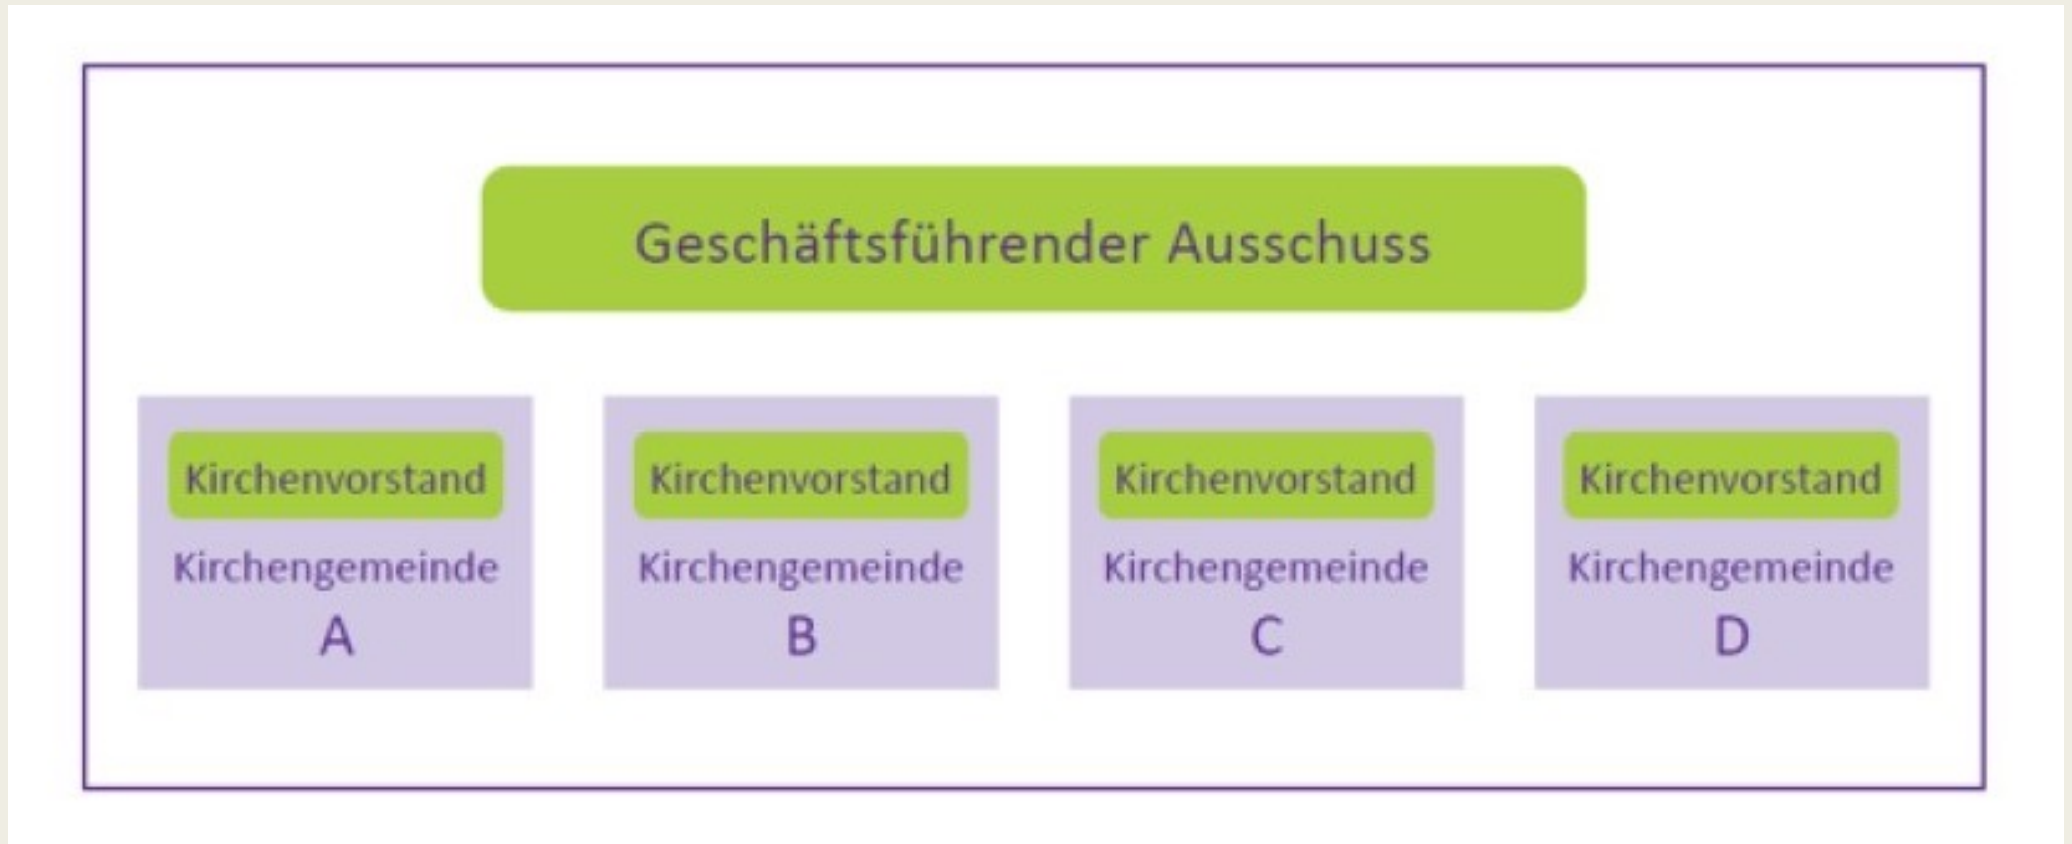 Geschäftsführender Ausschuss
Kirchenvorstand
Kirchengemeinde
A
Kirchenvorstand
Kirchengemeinde
B
Kirchenvorstand
Kirchengemeinde
C
Kirchenvorstand
Kirchengemeinde
D